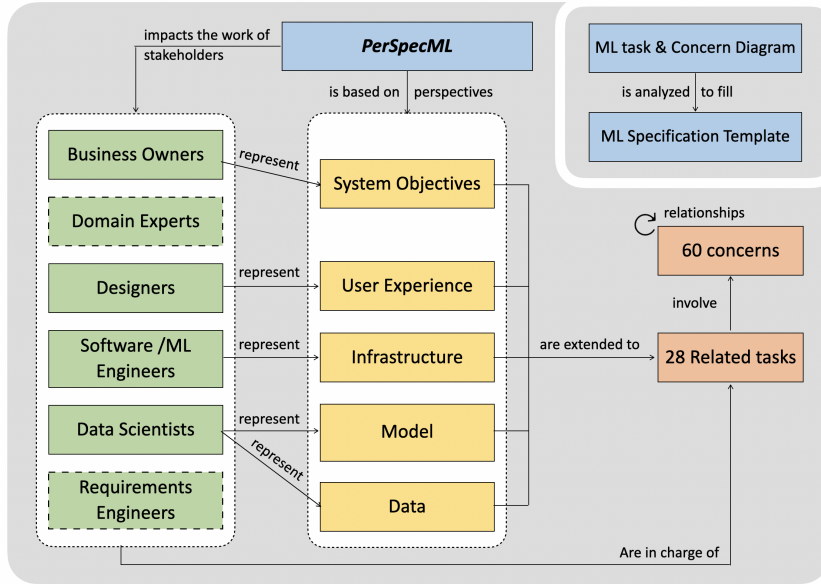 impacts the work of
stakeholders
PerSpecML
is based on perspectives
ML task & Concern Diagram
is analyzed to fill
ML Specification Template
Business Owners
represent
System Objectives
Domain Experts
relationships
60 concerns
Designers
represent
User Experience
involve
Software /ML
Engineers
represent
Infrastructure
are extended to
28 Related tasks
Data Scientists
represent
Model
represent
Requirements
Engineers
Data
Are in charge of